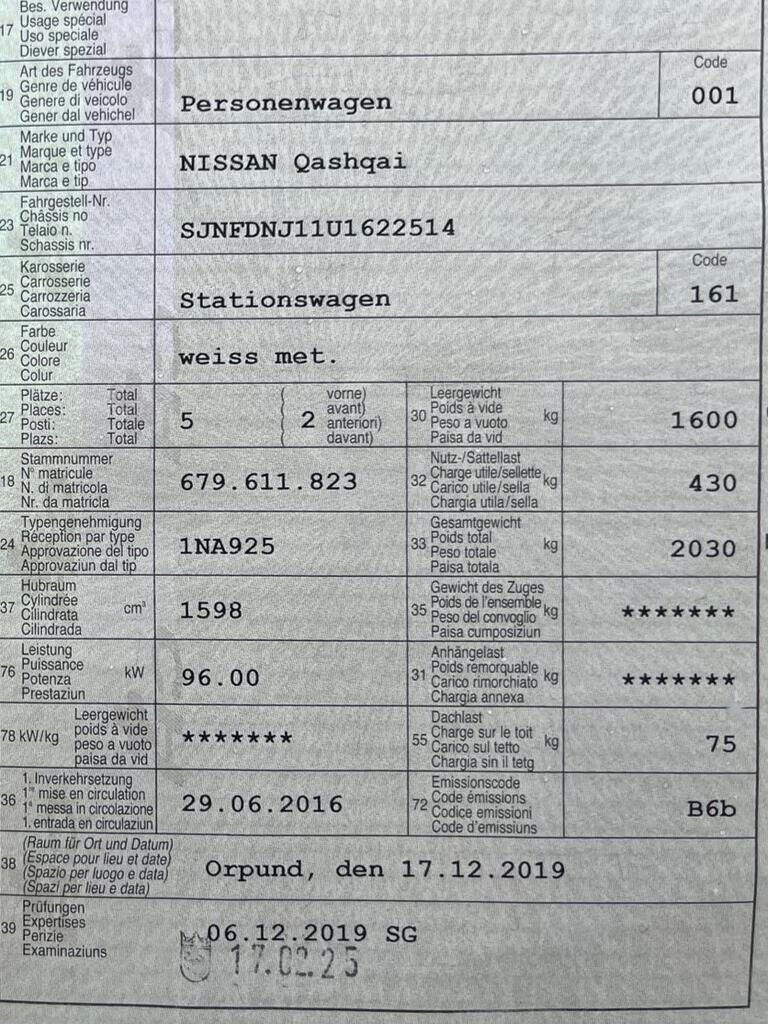 Bes. Verwendung
17 Usage spécial
Uso speciale
Diever spezial
19 Art des Fahrzeugs
Genre de véhicule
Genere di veicolo
Gener dal vehichel
Personenwagen
Code
001
21 Marke und Typ
Marque et type
Marca e tipo
Marca e tip
NISSAN Qashqai
23 Fahrgestell-Nr.
Châssis no
Telaio n.
Schassis nr.
SJNFDNJ11U1622514
25 Karosserie
Carrosserie
Carrozzeria
Carossaria
Stationswagen
Code
161
26 Farbe
Couleur
Colore
Colur
weiss met.
27 Plätze: Total
Places: Total
Posti: Totale
Plazs: Total
5
( vorne)
( 2 avant)
( anteriori)
( davant)
30 Leergewicht
Poids à vide
Peso a vuoto
Paisa da vid
kg
1600
18 Stammnummer
N° matricule
N. di matricola
Nr. da matricla
679.611.823
32 Nutz-/Sattellast
Charge utile/sellette
Carico utile/sella
Chargia utila/sella
kg
430
24 Typengenehmigung
Réception par type
Approvazione del tipo
Approvaziun dal tip
1NA925
33 Gesamtgewicht
Poids total
Peso totale
Paisa totala
kg
2030
37 Hubraum
Cylindrée
Cilindrata
Cilindrada
cm³
1598
35 Gewicht des Zuges
Poids de l'ensemble
Peso del convoglio
Paisa cumposiziun
kg
*******
76 Leistung
Puissance
Potenza
Prestaziun
kW
96.00
31 Anhängelast
Poids remorquable
Carico rimorchiato
Chargia annexa
kg
*******
78 kW/kg
Leergewicht
poids à vide
peso a vuoto
paisa da vid
*******
55 Dachlast
Charge sur le toit
Carico sul tetto
Chargia sin il tetg
kg
75
36 1. Inverkehrsetzung
1re mise en circulation
1a messa in circolazione
1. entrada en circulaziun
29.06.2016
72 Emissionscode
Code émissions
Codice emissioni
Code d'emissiuns
B6b
38 (Raum für Ort und Datum)
(Espace pour lieu et date)
(Spazio per luogo e data)
(Spazi per lieu e data)
Orpund, den 17.12.2019
39 Prüfungen
Expertises
Perizie
Examinaziuns
06.12.2019 SG
17.02.25